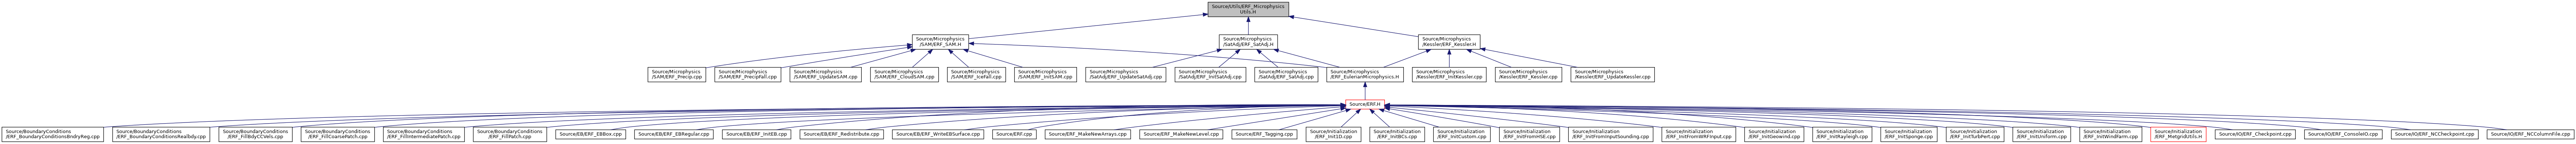 Source/Utils/ERF_Microphysics
Utils.H
Source/Microphysics
/SAM/ERF_SAM.H
Source/Microphysics
/SatAdj/ERF_SatAdj.H
Source/Microphysics
/Kessler/ERF_Kessler.H
Source/Microphysics
/SAM/ERF_Precip.cpp
Source/Microphysics
/SAM/ERF_PrecipFall.cpp
Source/Microphysics
/SAM/ERF_UpdateSAM.cpp
Source/Microphysics
/SAM/ERF_CloudSAM.cpp
Source/Microphysics
/SAM/ERF_IceFall.cpp
Source/Microphysics
/SAM/ERF_InitSAM.cpp
Source/Microphysics
/SatAdj/ERF_UpdateSatAdj.cpp
Source/Microphysics
/SatAdj/ERF_InitSatAdj.cpp
Source/Microphysics
/SatAdj/ERF_SatAdj.cpp
Source/Microphysics
/ERF_EulerianMicrophysics.H
Source/Microphysics
/Kessler/ERF_InitKessler.cpp
Source/Microphysics
/Kessler/ERF_Kessler.cpp
Source/Microphysics
/Kessler/ERF_UpdateKessler.cpp
Source/ERF.H
Source/BoundaryConditions
/ERF_BoundaryConditionsBndryReg.cpp
Source/BoundaryConditions
/ERF_BoundaryConditionsRealbdy.cpp
Source/BoundaryConditions
/ERF_FillBdyCCVels.cpp
Source/BoundaryConditions
/ERF_FillCoarsePatch.cpp
Source/BoundaryConditions
/ERF_FillIntermediatePatch.cpp
Source/BoundaryConditions
/ERF_FillPatch.cpp
Source/EB/ERF_EBBox.cpp
Source/EB/ERF_EBRegular.cpp
Source/EB/ERF_InitEB.cpp
Source/EB/ERF_Redistribute.cpp
Source/EB/ERF_WriteEBSurface.cpp
Source/ERF.cpp
Source/ERF_MakeNewArrays.cpp
Source/ERF_MakeNewLevel.cpp
Source/ERF_Tagging.cpp
Source/Initialization
/ERF_Init1D.cpp
Source/Initialization
/ERF_InitBCs.cpp
Source/Initialization
/ERF_InitCustom.cpp
Source/Initialization
/ERF_InitFromHSE.cpp
Source/Initialization
/ERF_InitFromInputSounding.cpp
Source/Initialization
/ERF_InitFromWRFInput.cpp
Source/Initialization
/ERF_InitGeowind.cpp
Source/Initialization
/ERF_InitRayleigh.cpp
Source/Initialization
/ERF_InitSponge.cpp
Source/Initialization
/ERF_InitTurbPert.cpp
Source/Initialization
/ERF_InitUniform.cpp
Source/Initialization
/ERF_InitWindFarm.cpp
Source/Initialization
/ERF_MetgridUtils.H
Source/IO/ERF_Checkpoint.cpp
Source/IO/ERF_ConsoleIO.cpp
Source/IO/ERF_NCCheckpoint.cpp
Source/IO/ERF_NCColumnFile.cpp